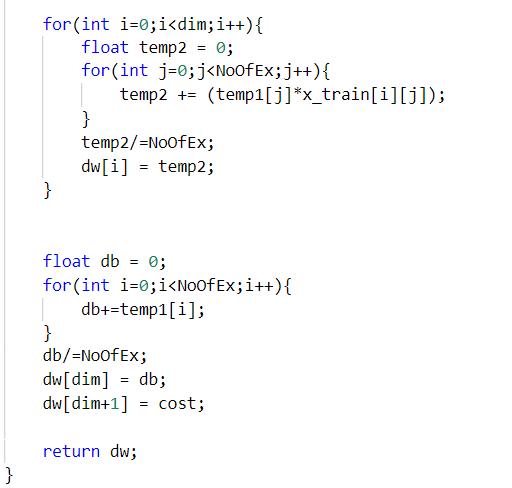 for(int i=0;i<dim;i++){
float temp2 = 0;
for(int j=0;j<NoOfEx;j++){
temp2 += (temp1[j]*x_train[i][j]);
}
temp2/=NoOfEx;
dw[i] = temp2;
}
float db = 0;
for(int i=0;i<NoOfEx;i++){
db+=temp1[i];
}
db/=NoOfEx;
dw[dim] = db;
dw[dim+1] = cost;
return dw;
}